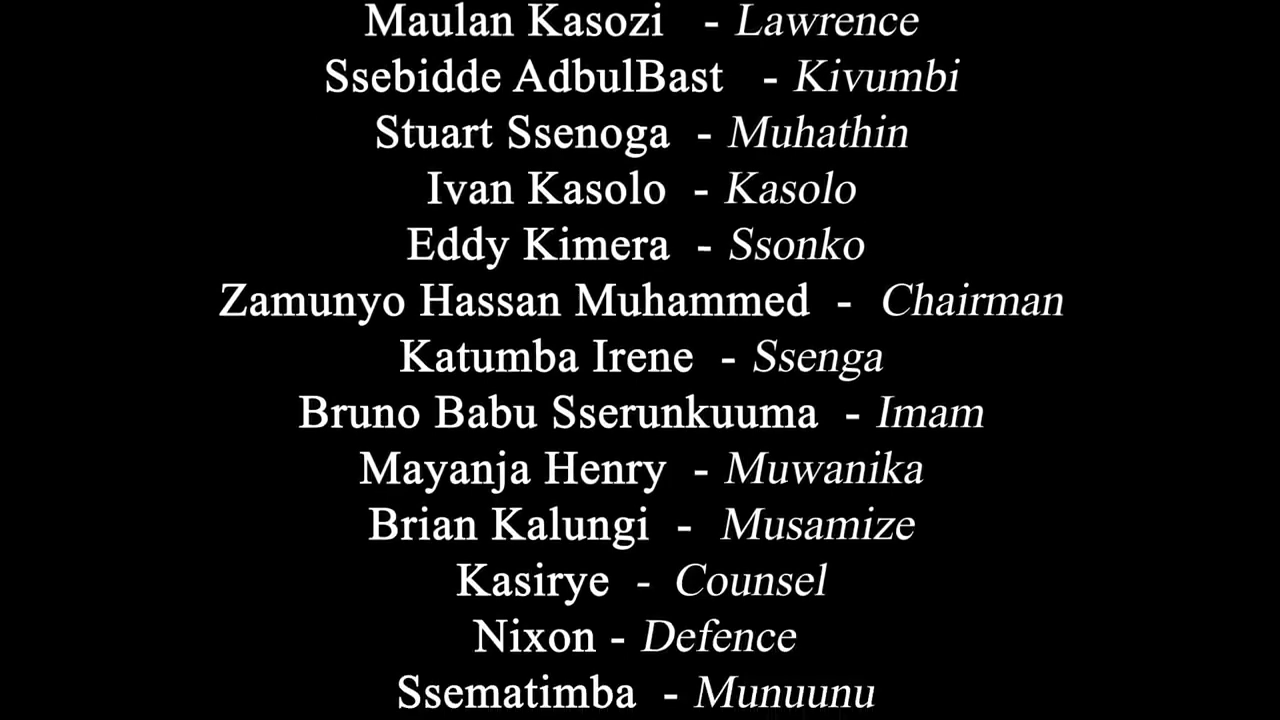 Maulan Kasozi - Lawrence
Ssebidde AdbulBast - Kivumbi
Stuart Ssenoga - Muhathin
Ivan Kasolo - Kasolo
Eddy Kimera - Ssonko
Zamunyo Hassan Muhammed - Chairman
Katumba Irene - Ssenga
Bruno Babu Sserunkuuma - Imam
Mayanja Henry - Muwanika
Brian Kalungi - Musamize
Kasirye - Counsel
Nixon - Defence
Ssematimba - Munuunu